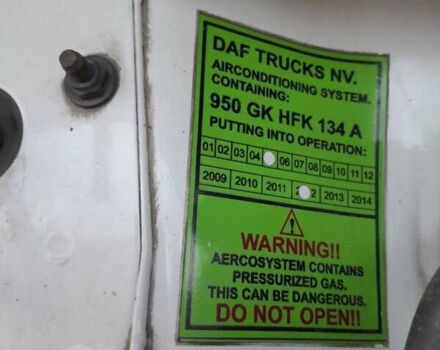 DAF TRUCKS NV.
AIRCONDITIONING SYSTEM.
CONTAINING:
950 GK HFK 134 A
PUTTING INTO OPERATION:
01 02 03 04 06 07 08 09 10 11 12
2009 2010 2011 2 2 2013 2014
WARNING!!
AERCOSYSTEM CONTAINS
PRESSURIZED GAS.
THIS CAN BE DANGEROUS.
DO NOT OPEN!!